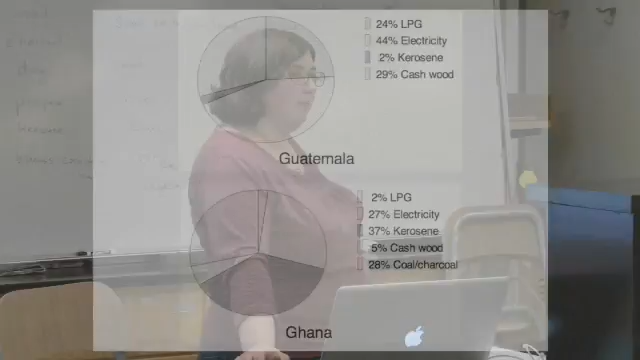 24% LPG
44% Electricity
2% Kerosene
29% Cash wood
Guatemala
2% LPG
27% Electricity
37% Kerosene
5% Cash wood
28% Coal/charcoal
Ghana